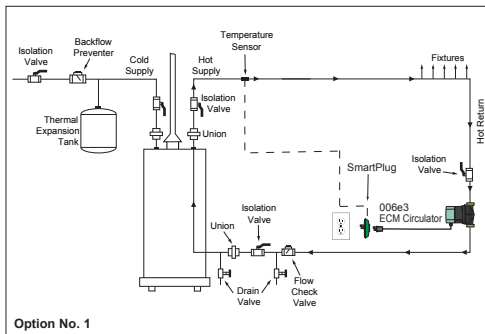 Temperature
Sensor
Backflow
Preventer
Isolation
Valve
Cold
Supply
Hot
Supply
Fixtures
Isolation
Valve
Thermal
Expansion
Tank
Union
Hot Return
Isolation
Valve
SmartPlug
006e3
ECM Circulator
Isolation
Valve
Union
Drain
Valve
Flow
Check
Valve
Option No. 1